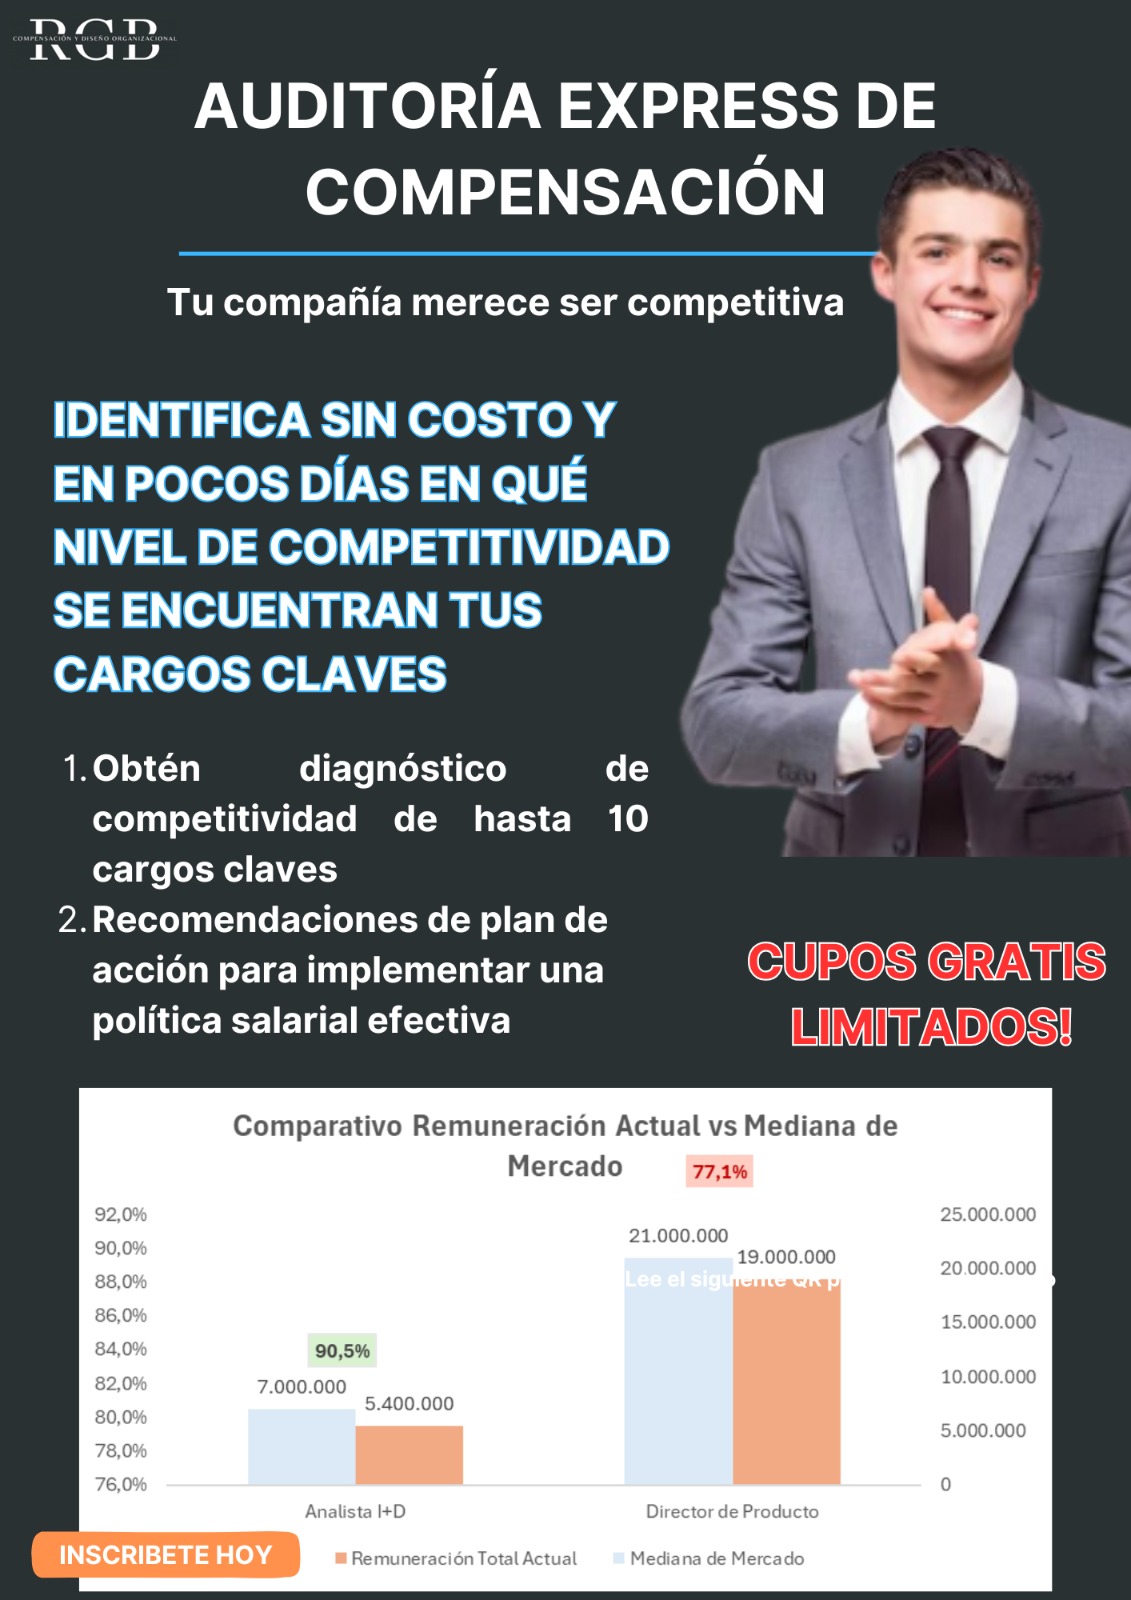 RGB
COMPENSACIÓN Y DISEÑO ORGANIZACIONAL
AUDITORÍA EXPRESS DE
COMPENSACIÓN
Tu compañía merece ser competitiva
IDENTIFICA SIN COSTO Y
EN POCOS DÍAS EN QUÉ
NIVEL DE COMPETITIVIDAD
SE ENCUENTRAN TUS
CARGOS CLAVES
1. Obtén diagnóstico de
competitividad de hasta 10
cargos claves
2. Recomendaciones de plan de
acción para implementar una
política salarial efectiva
CUPOS GRATIS
LIMITADOS!
Comparativo Remuneración Actual vs Mediana de
Mercado
77,1%
92,0%
90,0%
88,0%
86,0%
84,0%
82,0%
80,0%
78,0%
76,0%
90,5%
7.000.000
5.400.000
21.000.000
19.000.000
Lee el siguiente QR
25.000.000
20.000.000
15.000.000
10.000.000
5.000.000
0
Analista I+D
Director de Producto
Remuneración Total Actual
Mediana de Mercado
INSCRIBETE HOY